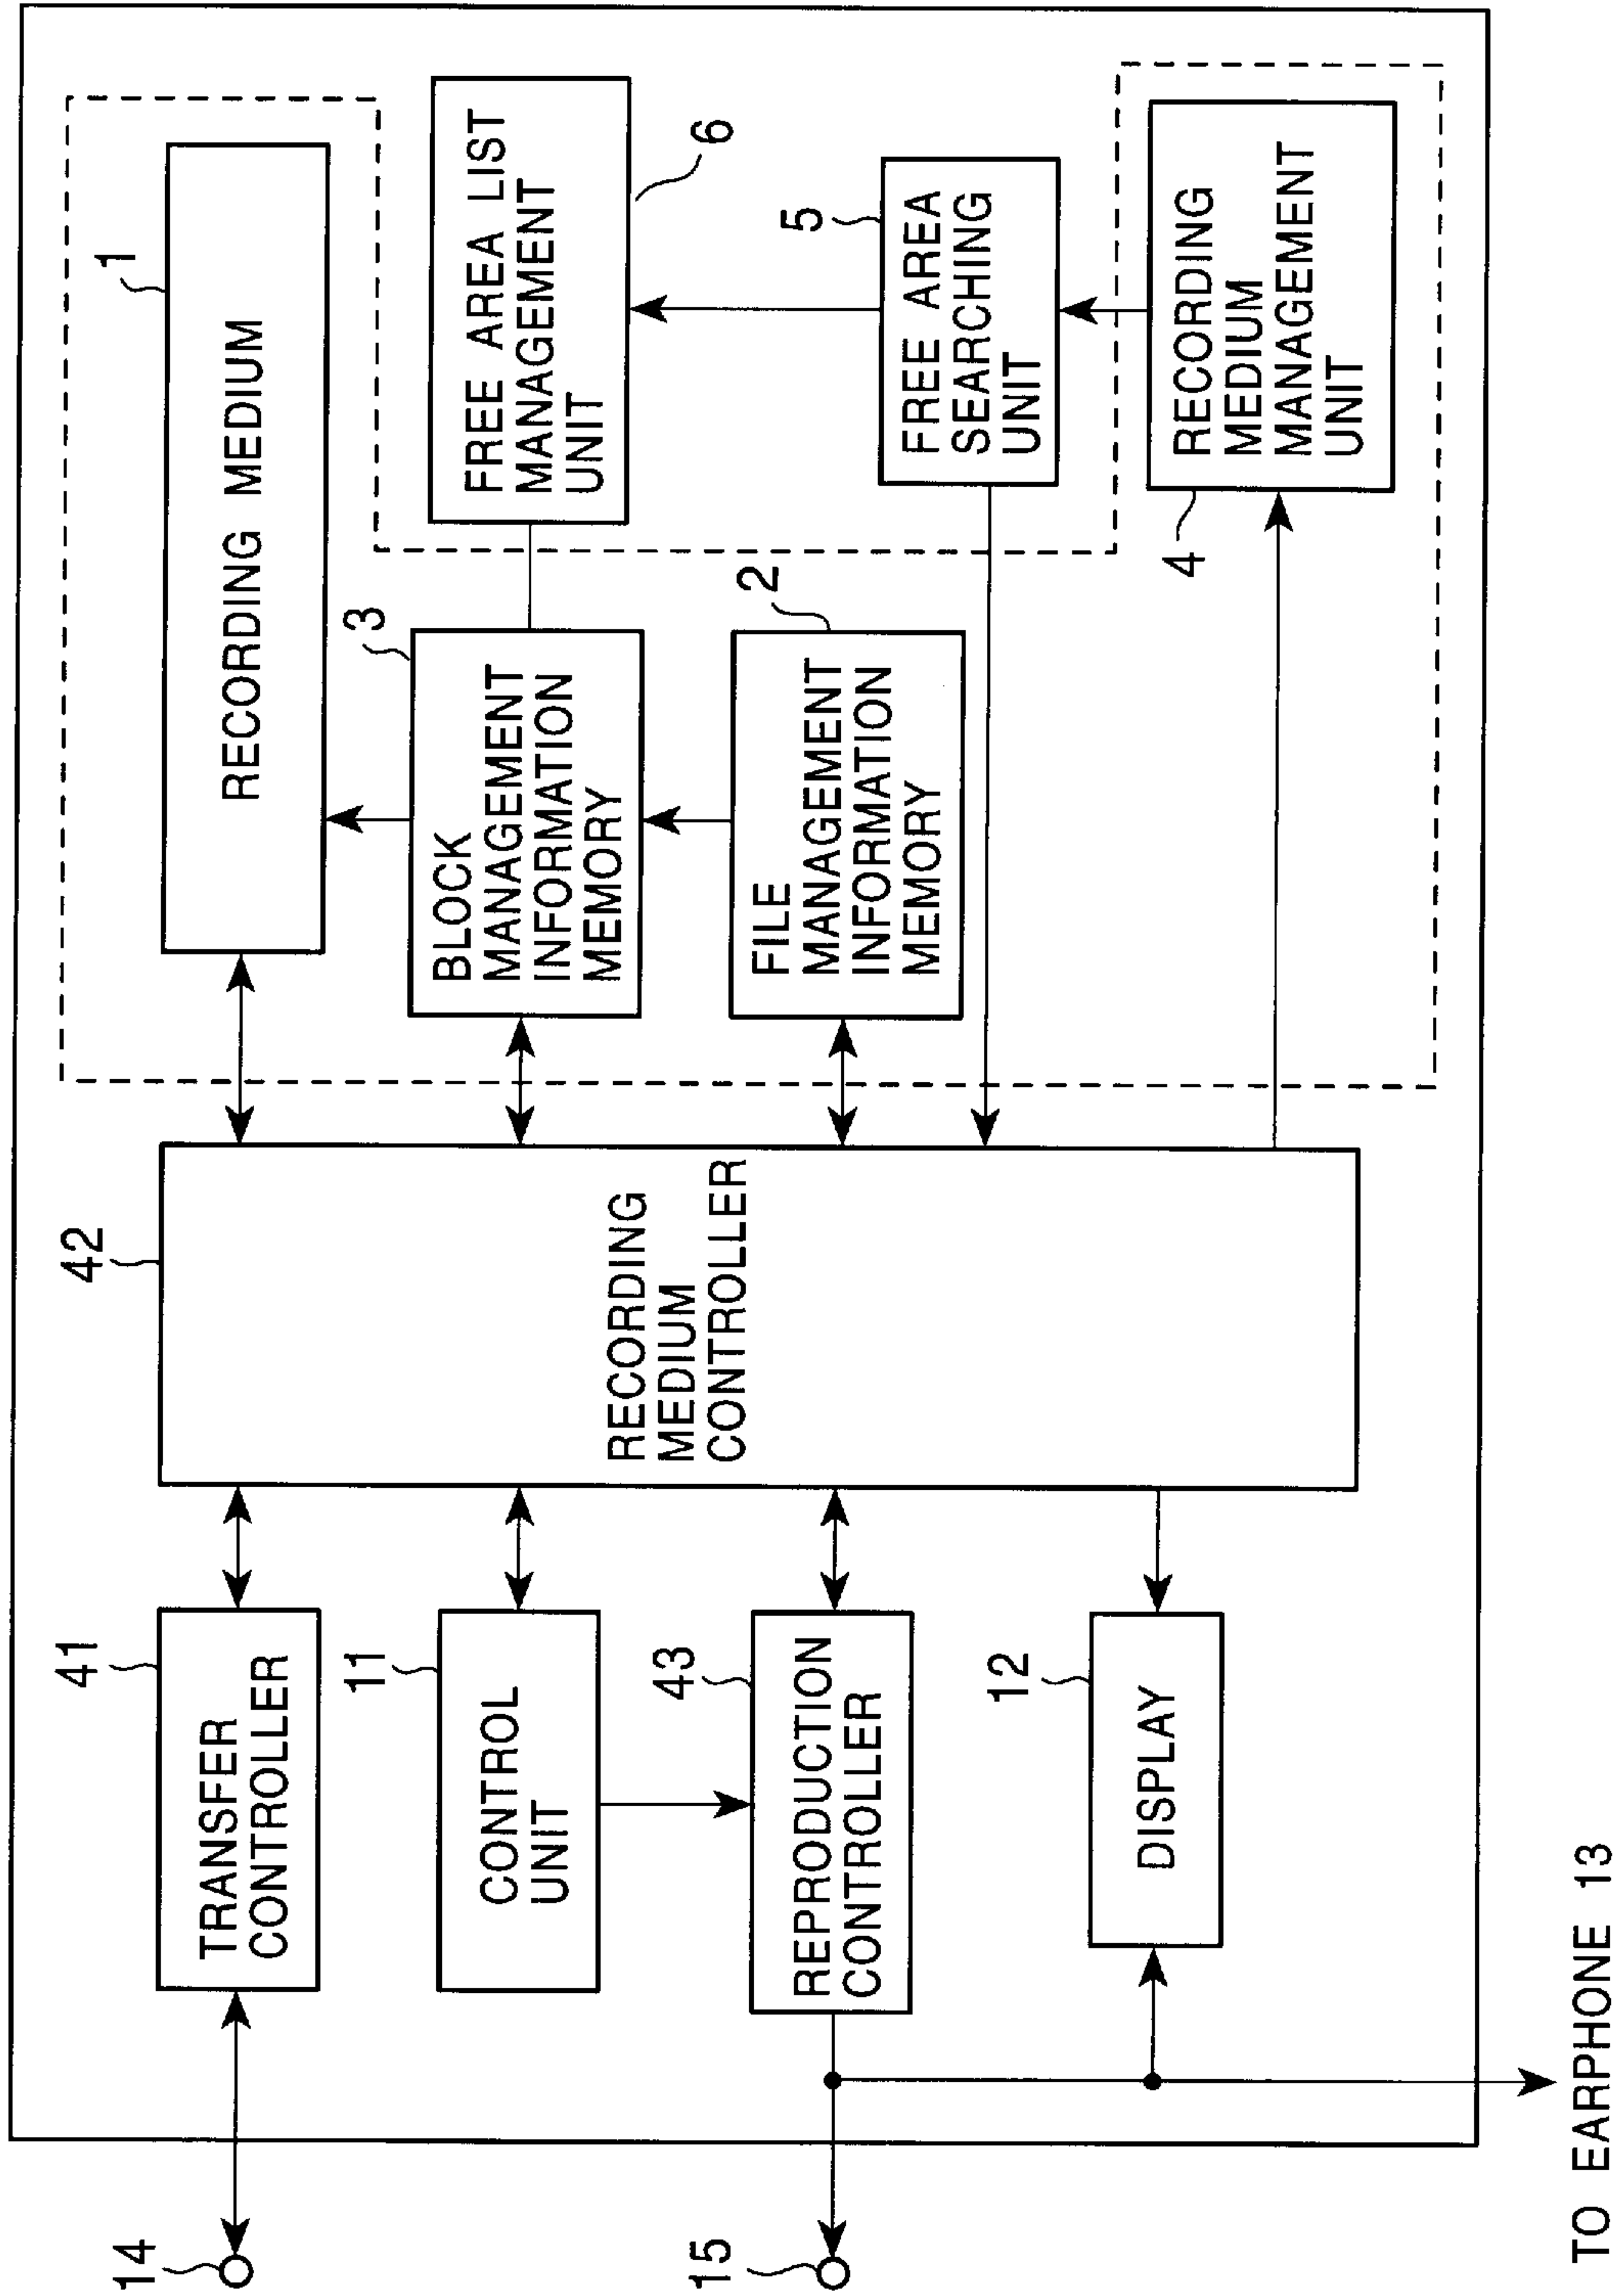 1
RECORDING MEDIUM
42
RECORDING
MEDIUM
CONTROLLER
41
TRANSFER
CONTROLLER
14
3
BLOCK
MANAGEMENT
INFORMATION
MEMORY
FREE AREA LIST
MANAGEMENT
UNIT
6
11
CONTROL
UNIT
2
FILE
MANAGEMENT
INFORMATION
MEMORY
5
FREE AREA
SEARCHING
UNIT
43
REPRODUCTION
CONTROLLER
15
12
DISPLAY
4
RECORDING
MEDIUM
MANAGEMENT
UNIT
TO EARPHONE 13